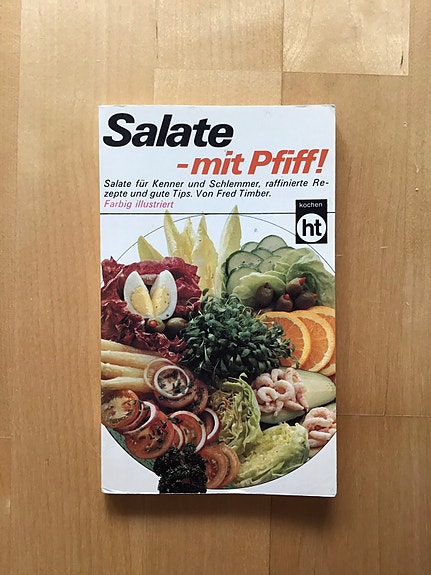 Salate
-mit Pfiff!
Salate für Kenner und Schlemmer, raffinierte Re-
zepte und gute Tips. Von Fred Timber.
Farbig illustriert
kochen
ht